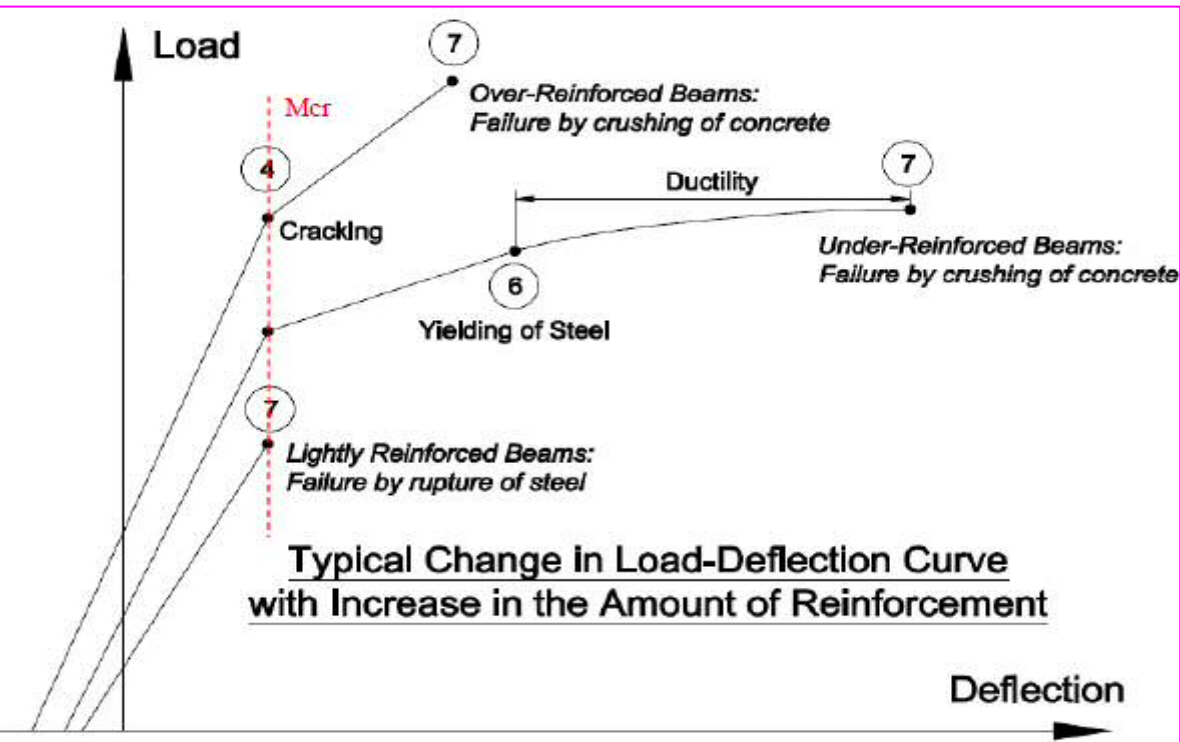 Load
7
Mcr
Over-Reinforced Beams:
Failure by crushing of concrete
4
Cracking
Ductility
7
Under-Reinforced Beams:
Failure by crushing of concrete
6
Yielding of Steel
7
Lightly Reinforced Beams:
Failure by rupture of steel
Typical Change in Load-Deflection Curve
with Increase in the Amount of Reinforcement
Deflection